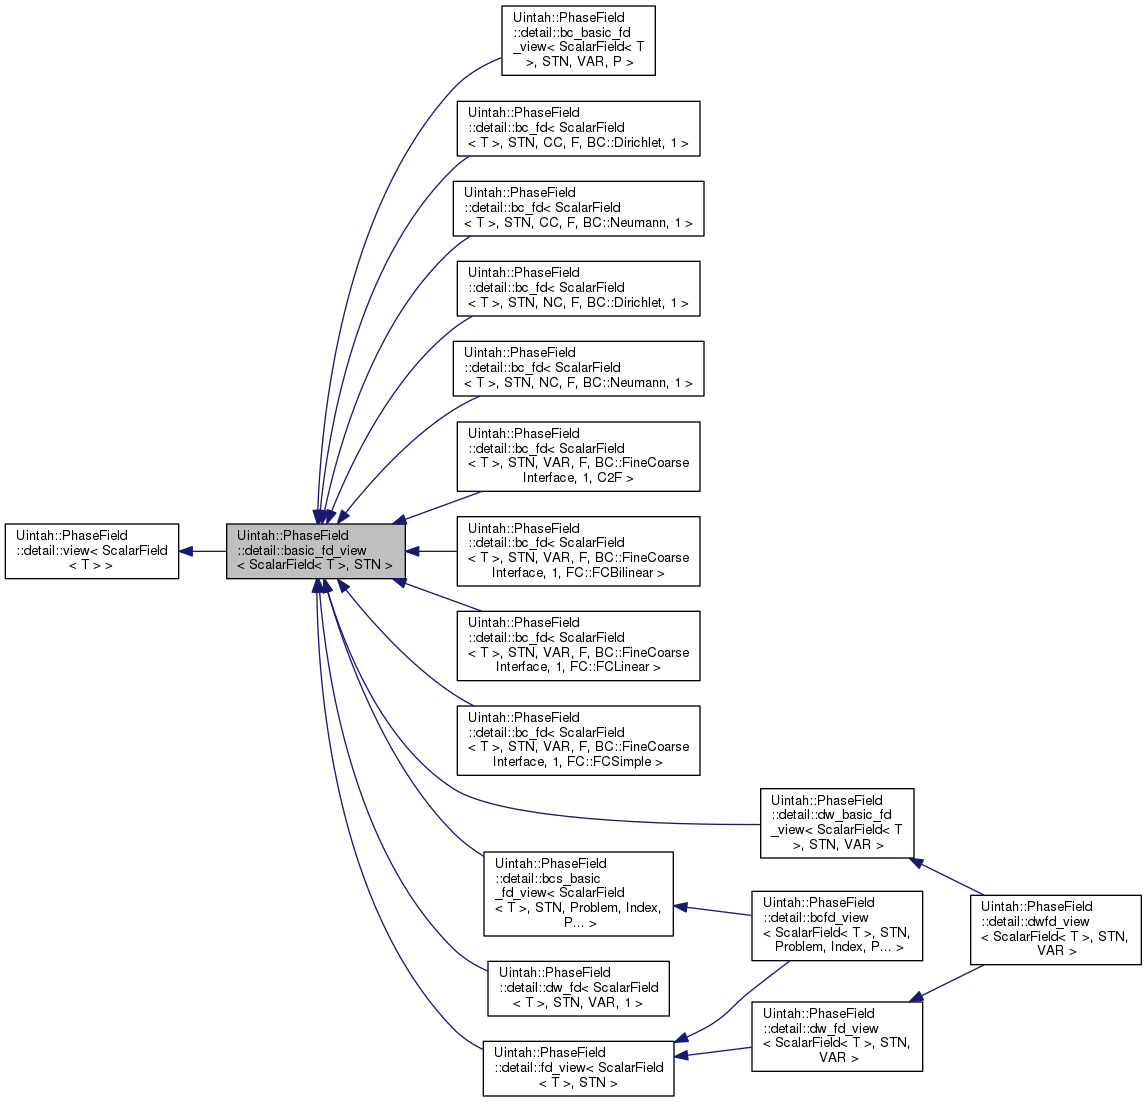 Uintah::PhaseField
::detail::bc_basic_fd
_view< ScalarField< T
>, STN, VAR, P >
Uintah::PhaseField
::detail::bc_fd< ScalarField
< T >, STN, CC, F, BC::Dirichlet, 1 >
Uintah::PhaseField
::detail::bc_fd< ScalarField
< T >, STN, CC, F, BC::Neumann, 1 >
Uintah::PhaseField
::detail::bc_fd< ScalarField
< T >, STN, NC, F, BC::Dirichlet, 1 >
Uintah::PhaseField
::detail::bc_fd< ScalarField
< T >, STN, NC, F, BC::Neumann, 1 >
Uintah::PhaseField
::detail::bc_fd< ScalarField
< T >, STN, VAR, F, BC::FineCoarse
Interface, 1, C2F >
Uintah::PhaseField
::detail::view< ScalarField
< T > >
Uintah::PhaseField
::detail::basic_fd_view
< ScalarField< T >, STN >
Uintah::PhaseField
::detail::bc_fd< ScalarField
< T >, STN, VAR, F, BC::FineCoarse
Interface, 1, FC::FCBilinear >
Uintah::PhaseField
::detail::bc_fd< ScalarField
< T >, STN, VAR, F, BC::FineCoarse
Interface, 1, FC::FCLinear >
Uintah::PhaseField
::detail::bc_fd< ScalarField
< T >, STN, VAR, F, BC::FineCoarse
Interface, 1, FC::FCSimple >
Uintah::PhaseField
::detail::dw_basic_fd
_view< ScalarField< T
>, STN, VAR >
Uintah::PhaseField
::detail::bcs_basic
_fd_view< ScalarField
< T >, STN, Problem, Index,
P... >
Uintah::PhaseField
::detail::bcfd_view
< ScalarField< T >, STN,
Problem, Index, P... >
Uintah::PhaseField
::detail::dwfd_view
< ScalarField< T >, STN,
VAR >
Uintah::PhaseField
::detail::dw_fd< ScalarField
< T >, STN, VAR, 1 >
Uintah::PhaseField
::detail::dw_fd_view
< ScalarField< T >, STN,
VAR >
Uintah::PhaseField
::detail::fd_view< ScalarField
< T >, STN >